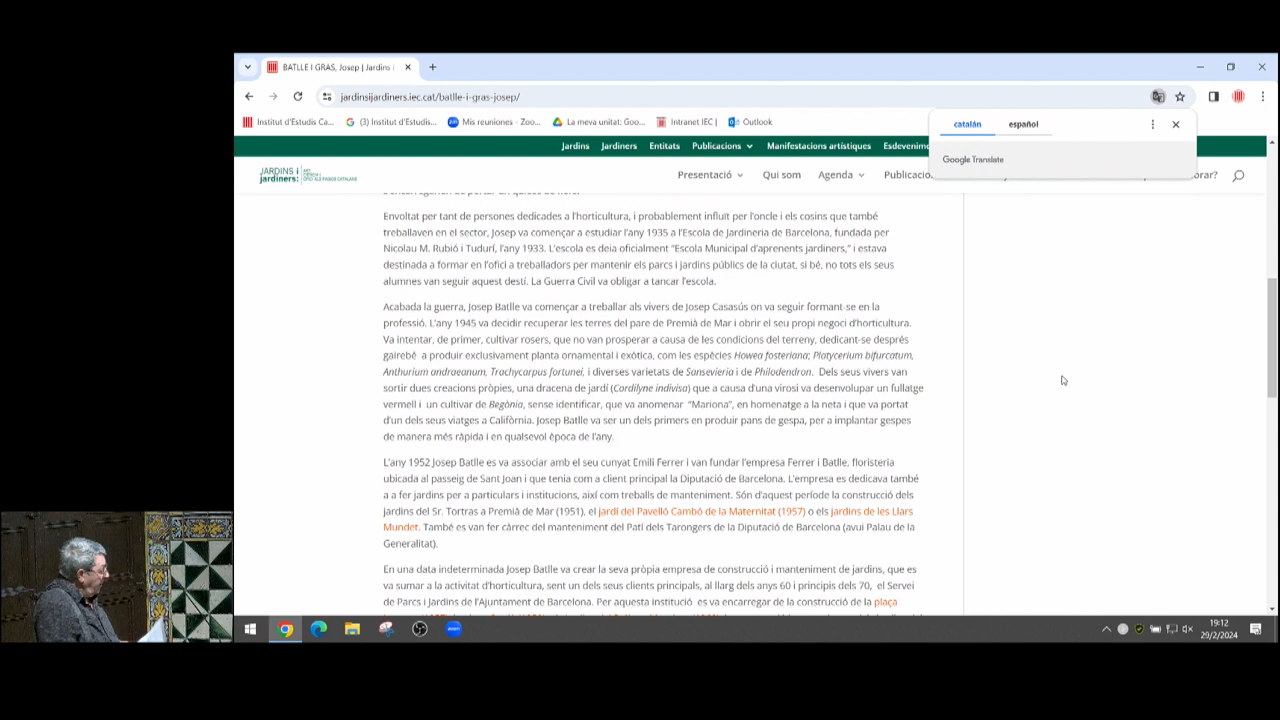 BATLLE I GRAS, Josep | Jardins i
jardinsijardiners.iec.cat/batlle-i-gras-josep/
Institut d'Estudis Ca... (3) Institut d'Estudis... Mis reuniones - Zoo... La meva unitat: Goo... Intranet IEC | Outlook
catalán español
Google Translate
Jardins Jardiners Entitats Publicacions Manifestacions artístiques Esdevenime
JARDINS i
jardiners:
Presentació Qui som Agenda Publicacio orar?
Envoltat per tant de persones dedicades a l'horticultura, i probablement influït per l'oncle i els cosins que també
treballaven en el sector, Josep va començar a estudiar l'any 1935 a l'Escola de Jardineria de Barcelona, fundada per
Nicolau M. Rubió i Tudurí, l'any 1933. L'escola es deia oficialment "Escola Municipal d'aprenents jardiners," i estava
destinada a formar en l'ofici a treballadors per mantenir els parcs i jardins públics de la ciutat, si bé, no tots els seus
alumnes van seguir aquest destí. La Guerra Civil va obligar a tancar l'escola.
Acabada la guerra, Josep Batlle va començar a treballar als vivers de Josep Casasús on va seguir formant-se en la
professió. L'any 1945 va decidir recuperar les terres del pare de Premià de Mar i obrir el seu propi negoci d'horticultura.
Va intentar, de primer, cultivar rosers, que no van prosperar a causa de les condicions del terreny, dedicant-se després
gairebé a produir exclusivament planta ornamental i exòtica, com les espècies Howea fosteriana; Platycerium bifurcatum,
Anthurium andraeanum, Trachycarpus fortunei, i diverses varietats de Sansevieria i de Philodendron. Dels seus vivers van
sortir dues creacions pròpies, una dracena de jardí (Cordilyne indivisa) que a causa d'una virosi va desenvolupar un fullatge
vermell i un cultivar de Begònia, sense identificar, que va anomenar "Mariona", en homenatge a la neta i que va portat
d'un dels seus viatges a Califòrnia. Josep Batlle va ser un dels primers en produir pans de gespa, per a implantar gespes
de manera més ràpida i en qualsevol època de l'any.
L'any 1952 Josep Batlle es va associar amb el seu cunyat Emili Ferrer i van fundar l'empresa Ferrer i Batlle, floristeria
ubicada al passeig de Sant Joan i que tenia com a client principal la Diputació de Barcelona. L'empresa es dedicava també
a a fer jardins per a particulars i institucions, així com treballs de manteniment. Són d'aquest període la construcció dels
jardins del Sr. Tortras a Premià de Mar (1951), el jardí del Pavelló Cambó de la Maternitat (1957) o els jardins de les Llars
Mundet. També es van fer càrrec del manteniment del Pati dels Tarongers de la Diputació de Barcelona (avui Palau de la
Generalitat).
En una data indeterminada Josep Batlle va crear la seva pròpia empresa de construcció i manteniment de jardins, que es
va sumar a la activitat d'horticultura, sent un dels seus clients principals, al llarg dels anys 60 i principis dels 70, el Servei
de Parcs i Jardins de l'Ajuntament de Barcelona. Per aquesta institució es va encarregar de la construcció de la plaça
19:12
29/2/2024